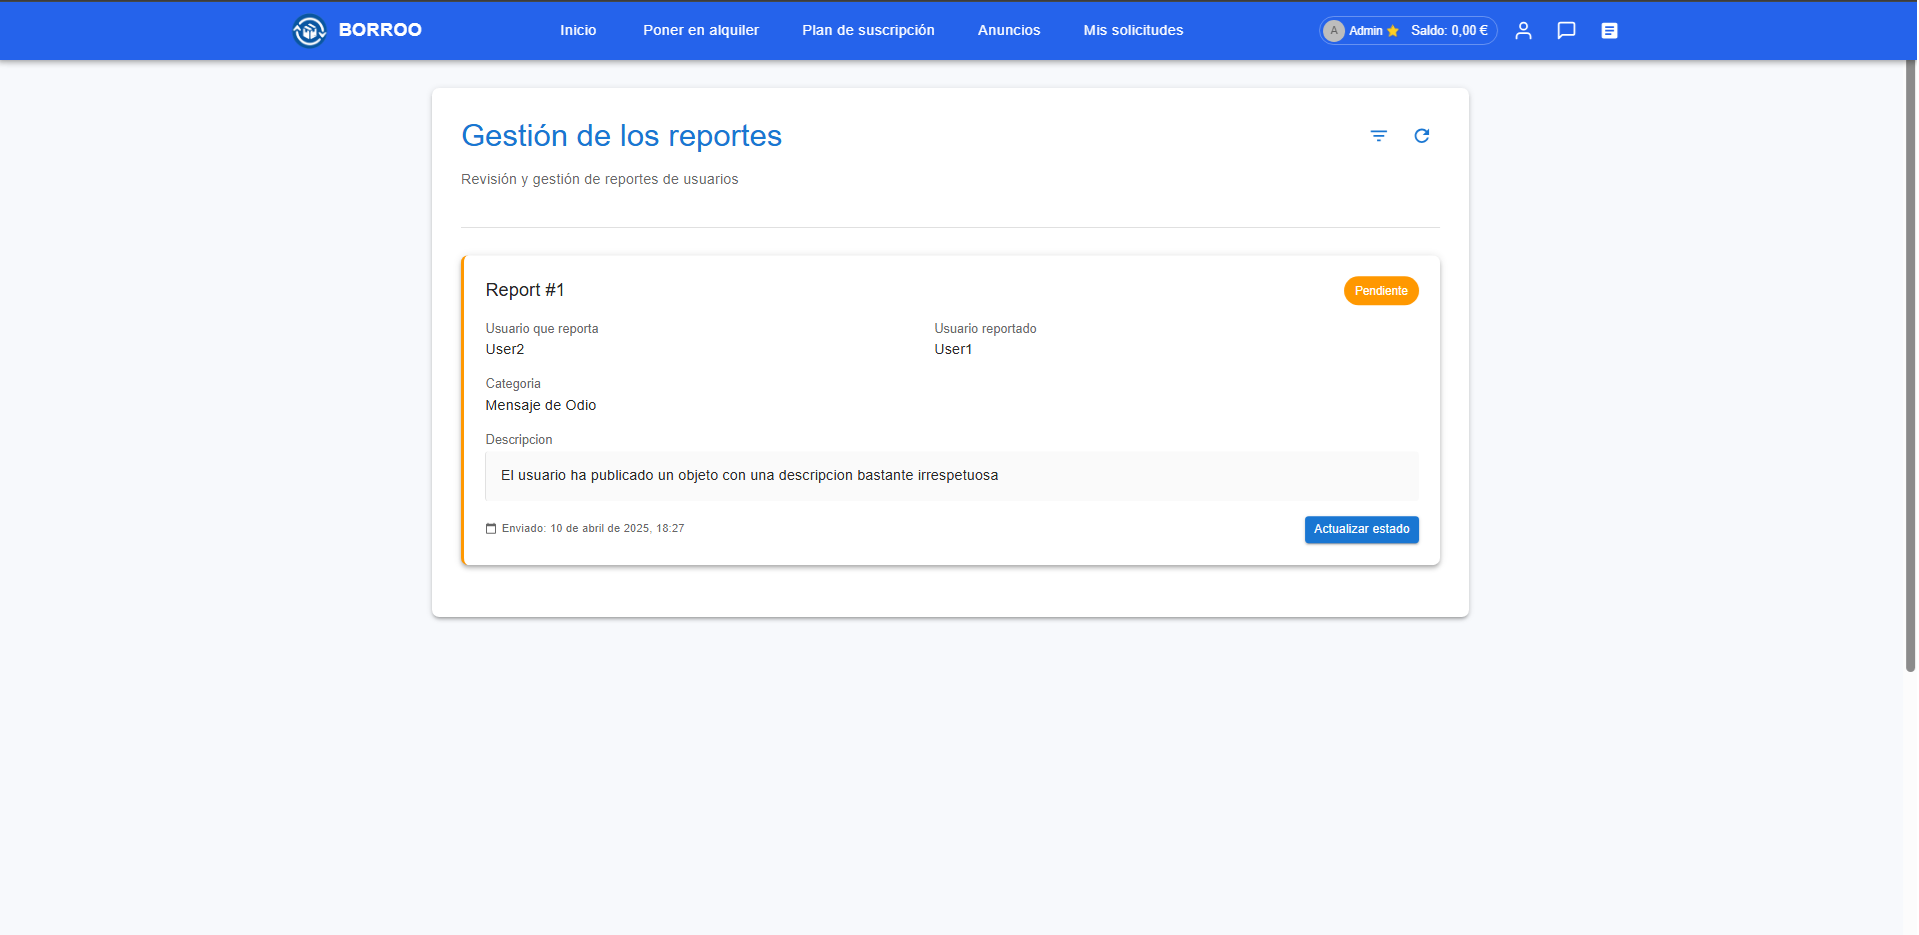 BORROO
Inicio
Poner en alquiler
Plan de suscripción
Anuncios
Mis solicitudes
A Admin Saldo: 0,00 €
Gestión de los reportes
Revisión y gestión de reportes de usuarios
Report #1
Pendiente
Usuario que reporta
User2
Usuario reportado
User1
Categoria
Mensaje de Odio
Descripcion
El usuario ha publicado un objeto con una descripcion bastante irrespetuosa
Enviado: 10 de abril de 2025, 18:27
Actualizar estado